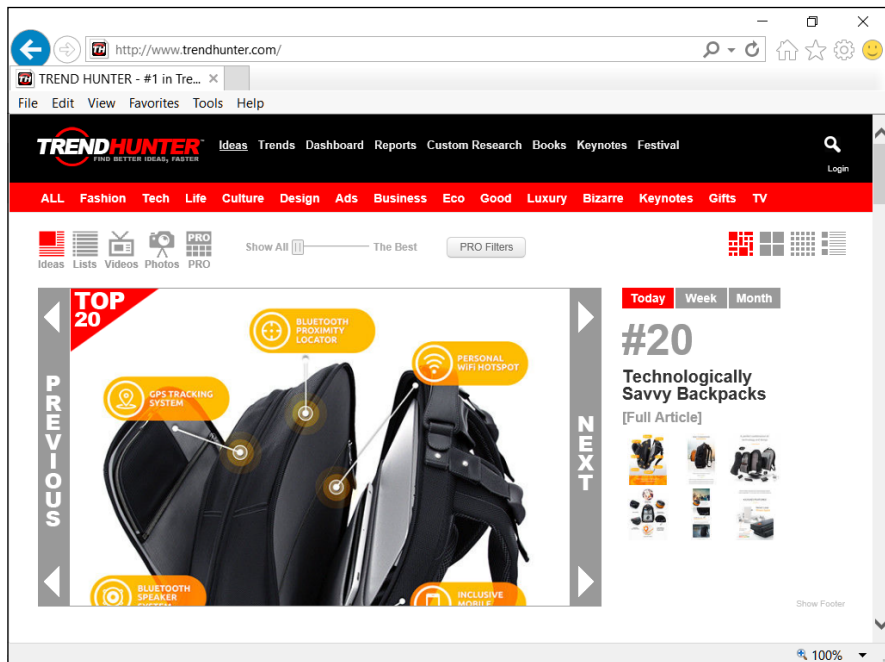 http://www.trendhunter.com/
TREND HUNTER - #1 in Tre...
File Edit View Favorites Tools Help
TRENDHUNTER™
FIND BETTER IDEAS, FASTER
Ideas Trends Dashboard Reports Custom Research Books Keynotes Festival
Login
ALL Fashion Tech Life Culture Design Ads Business Eco Good Luxury Bizarre Keynotes Gifts TV
PRO
Ideas Lists Videos Photos PRO
Show All The Best PRO Filters
TOP
20
PREVIOUS
BLUETOOTH
PROXIMITY
LOCATOR
PERSONAL
WiFi HOTSPOT
GPS TRACKING
SYSTEM
BLUETOOTH
SPEAKER
SYSTEM
INCLUSIVE
MOBILE
NEXT
Today Week Month
#20
Technologically
Savvy Backpacks
[Full Article]
Show Footer
100%